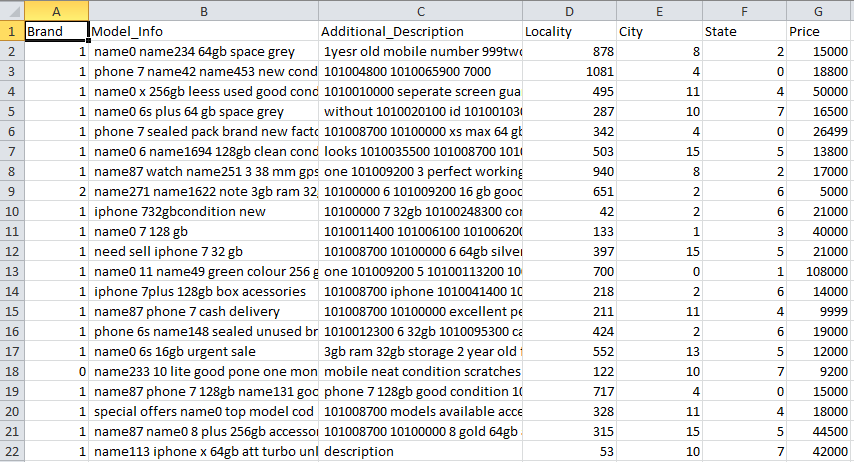 A B C D E F G
1 Brand Model_Info Additional_Description Locality City State Price
2 1 name0 name234 64gb space grey 1yesr old mobile number 999two 878 8 2 15000
3 1 phone 7 name42 name453 new cond 101004800 1010065900 7000 1081 4 0 18800
4 1 name0 x 256gb leess used good cond 1010010000 seperate screen gua 495 11 4 50000
5 1 name0 6s plus 64 gb space grey without 1010020100 id 101001030 287 10 7 16500
6 1 phone 7 sealed pack brand new facto 101008700 10100000 xs max 64 gb 342 4 0 26499
7 1 name0 6 name1694 128gb clean cond looks 1010035500 101008700 1010 503 15 5 13800
8 1 name87 watch name251 3 38 mm gps one 101009200 3 perfect working 940 8 2 17000
9 2 name271 name1622 note 3gb ram 32 10100000 6 101009200 16 gb good 651 2 6 5000
10 1 iphone 732gbcondition new 10100000 7 32gb 10100248300 con 42 2 6 21000
11 1 name0 7 128 gb 1010011400 101006100 101006200 133 1 3 40000
12 1 need sell iphone 7 32 gb 101008700 10100000 6 64gb silver 397 15 5 21000
13 1 name0 11 name49 green colour 256 g one 101009200 5 10100113200 10 700 0 1 108000
14 1 iphone 7plus 128gb box acessories 101008700 iphone 1010041400 10 218 2 6 14000
15 1 name87 phone 7 cash delivery 101008700 10100000 excellent pe 211 11 4 9999
16 1 phone 6s name148 sealed unused br 1010012300 6 32gb 1010095300 ca 424 2 6 19000
17 1 name0 6s 16gb urgent sale 3gb ram 32gb storage 2 year old 552 13 5 12000
18 0 name233 10 lite good pone one mon mobile neat condition scratches 122 10 7 9200
19 1 name87 phone 7 128gb name131 goo phone 7 128gb good condition 10 717 4 0 15000
20 1 special offers name0 top model cod 101008700 models available acce 328 11 4 18000
21 1 name87 name0 8 plus 256gb accessor 101008700 10100000 8 gold 64gb 315 15 5 44500
22 1 name113 iphone x 64gb att turbo unl description 53 10 7 42000